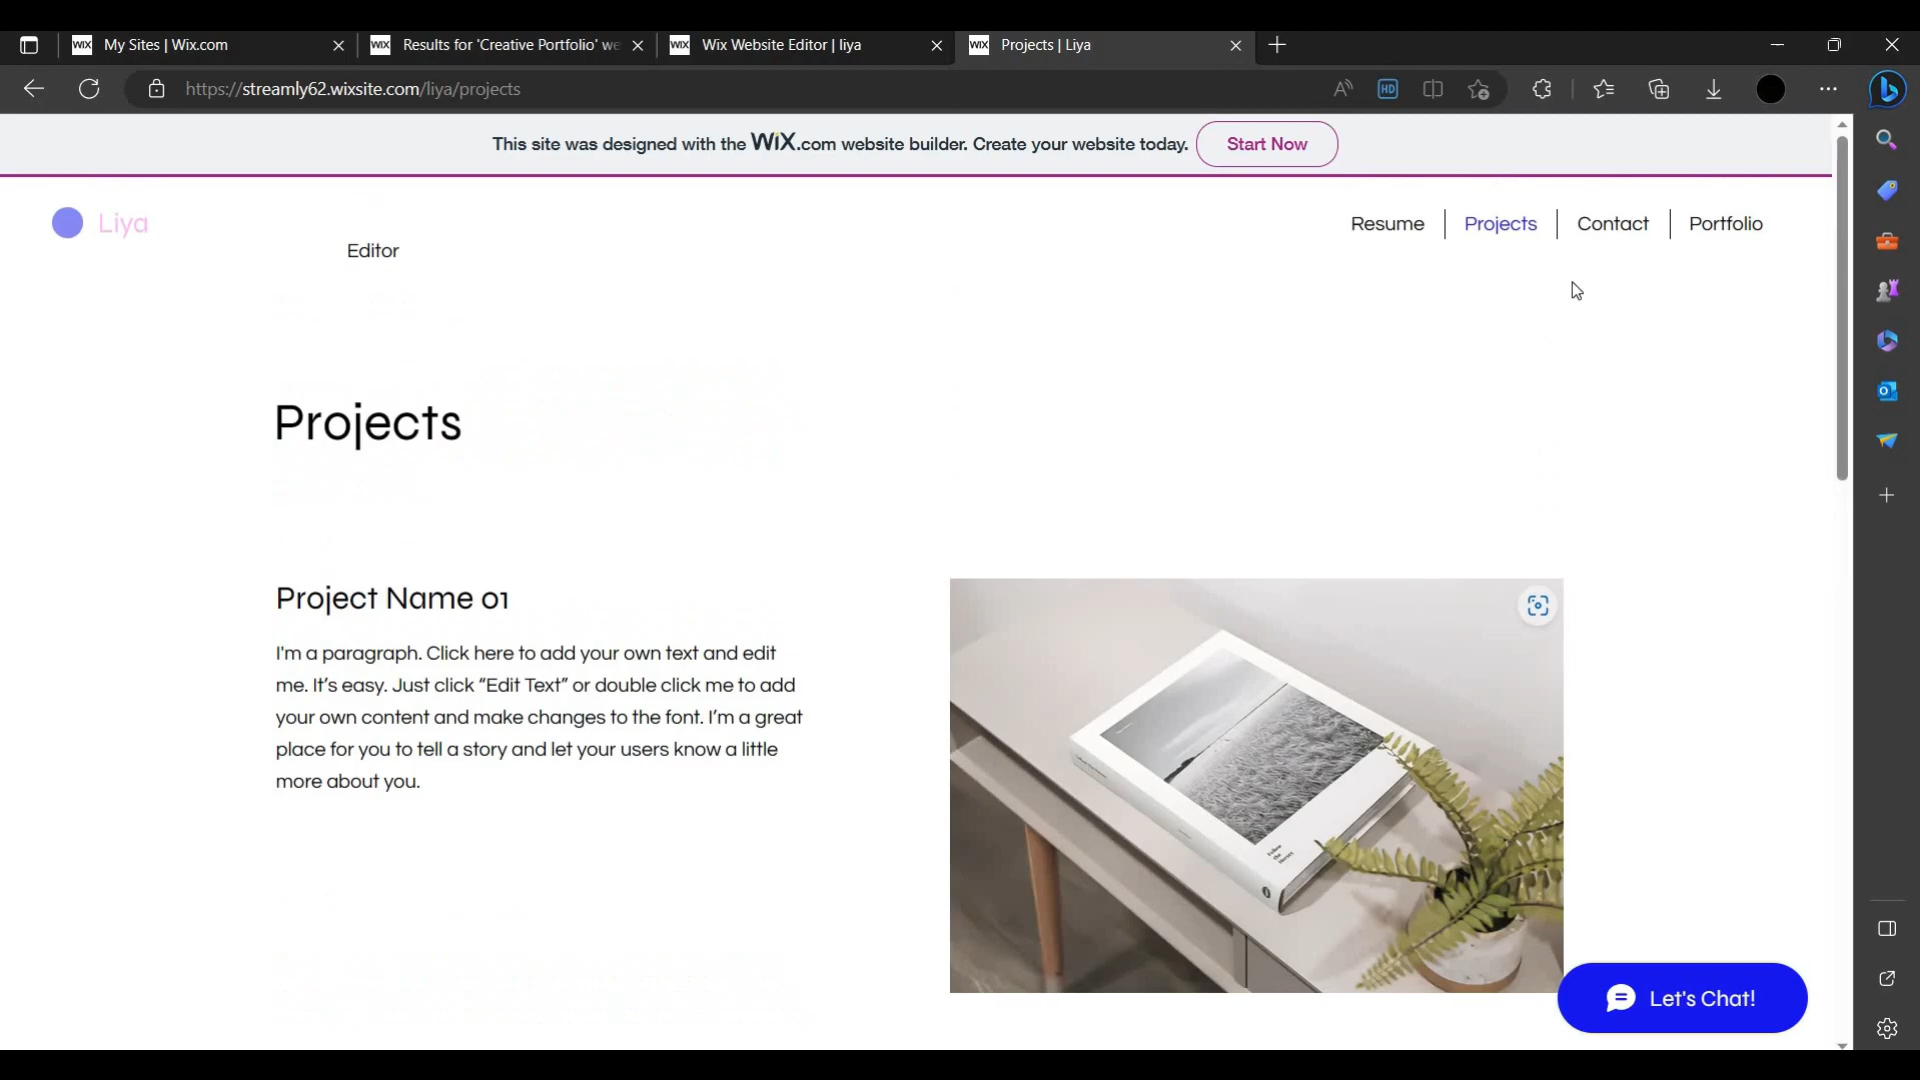 My Sites | Wix.com
Results for 'Creative Portfolio' we
Wix Website Editor | liya
Projects | Liya
https://streamly62.wixsite.com/liya/projects
This site was designed with the WiX.com website builder. Create your website today.
Start Now
Liya
Editor
Resume
Projects
Contact
Portfolio
Projects
Project Name 01
I'm a paragraph. Click here to add your own text and edit
me. It’s easy. Just click “Edit Text” or double click me to add
your own content and make changes to the font. I’m a great
place for you to tell a story and let your users know a little
more about you.
Let's Chat!